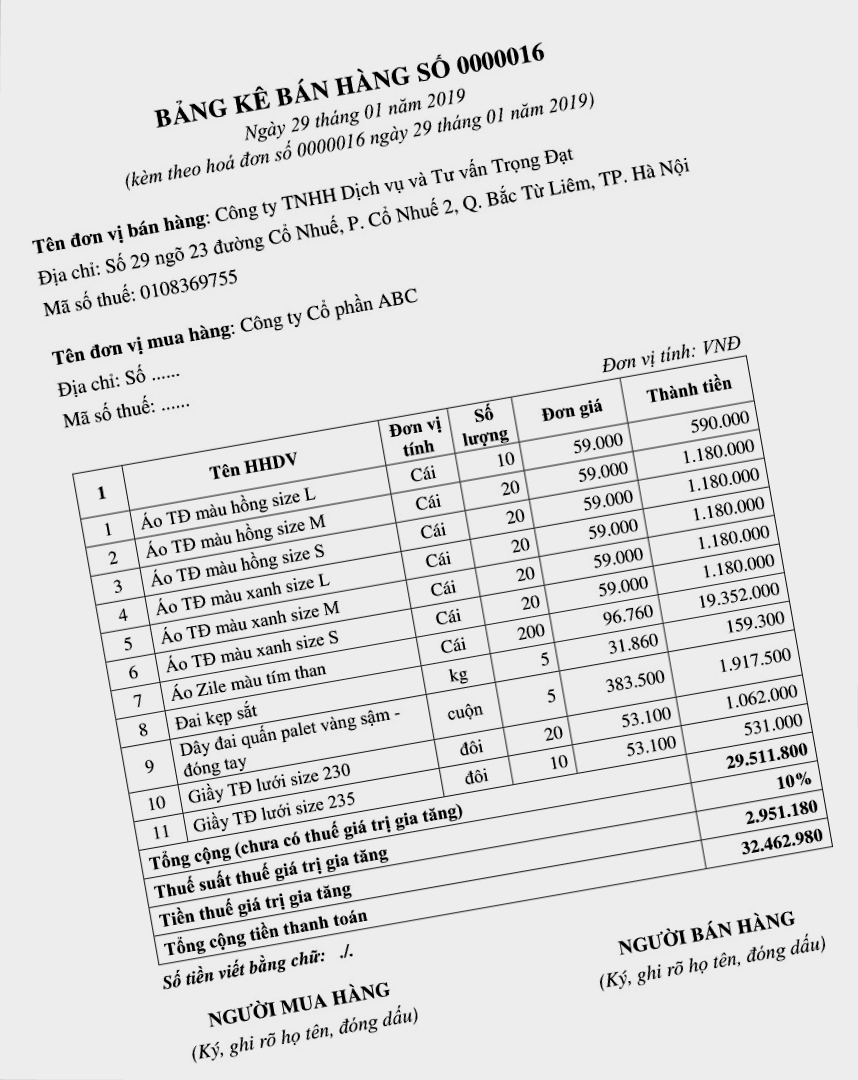 BẢNG KÊ BÁN HÀNG SỐ 0000016
Ngày 29 tháng 01 năm 2019
(kèm theo hoá đơn số 0000016 ngày 29 tháng 01 năm 2019)
Tên đơn vị bán hàng: Công ty TNHH Dịch vụ và Tư vấn Trọng Đạt
Địa chỉ: Số 29 ngõ 23 đường Cổ Nhuế, P. Cổ Nhuế 2, Q. Bắc Từ Liêm, TP. Hà Nội
Mã số thuế: 0108369755
Tên đơn vị mua hàng: Công ty Cổ phần ABC
Địa chỉ: Số ......
Mã số thuế: ......
Đơn vị tính: VNĐ
1 Tên HHDV Đơn vị tính Số lượng Đơn giá Thành tiền
1 Áo TĐ màu hồng size L Cái 10 59.000 590.000
2 Áo TĐ màu hồng size M Cái 20 59.000 1.180.000
3 Áo TĐ màu hồng size S Cái 20 59.000 1.180.000
4 Áo TĐ màu xanh size L Cái 20 59.000 1.180.000
5 Áo TĐ màu xanh size M Cái 20 59.000 1.180.000
6 Áo TĐ màu xanh size S Cái 20 59.000 1.180.000
7 Áo Zile màu tím than Cái 200 96.760 19.352.000
8 Đai kẹp sắt kg 5 31.860 159.300
9 Dây đai quấn palet vàng sậm - đóng tay cuộn 5 383.500 1.917.500
10 Giầy TĐ lưới size 230 đôi 20 53.100 1.062.000
11 Giầy TĐ lưới size 235 đôi 10 53.100 531.000
Tổng cộng (chưa có thuế giá trị gia tăng) 29.511.800
Thuế suất thuế giá trị gia tăng 10%
Tiền thuế giá trị gia tăng 2.951.180
Tổng cộng tiền thanh toán 32.462.980
Số tiền viết bằng chữ: ./.
NGƯỜI MUA HÀNG NGƯỜI BÁN HÀNG
(Ký, ghi rõ họ tên, đóng dấu) (Ký, ghi rõ họ tên, đóng dấu)